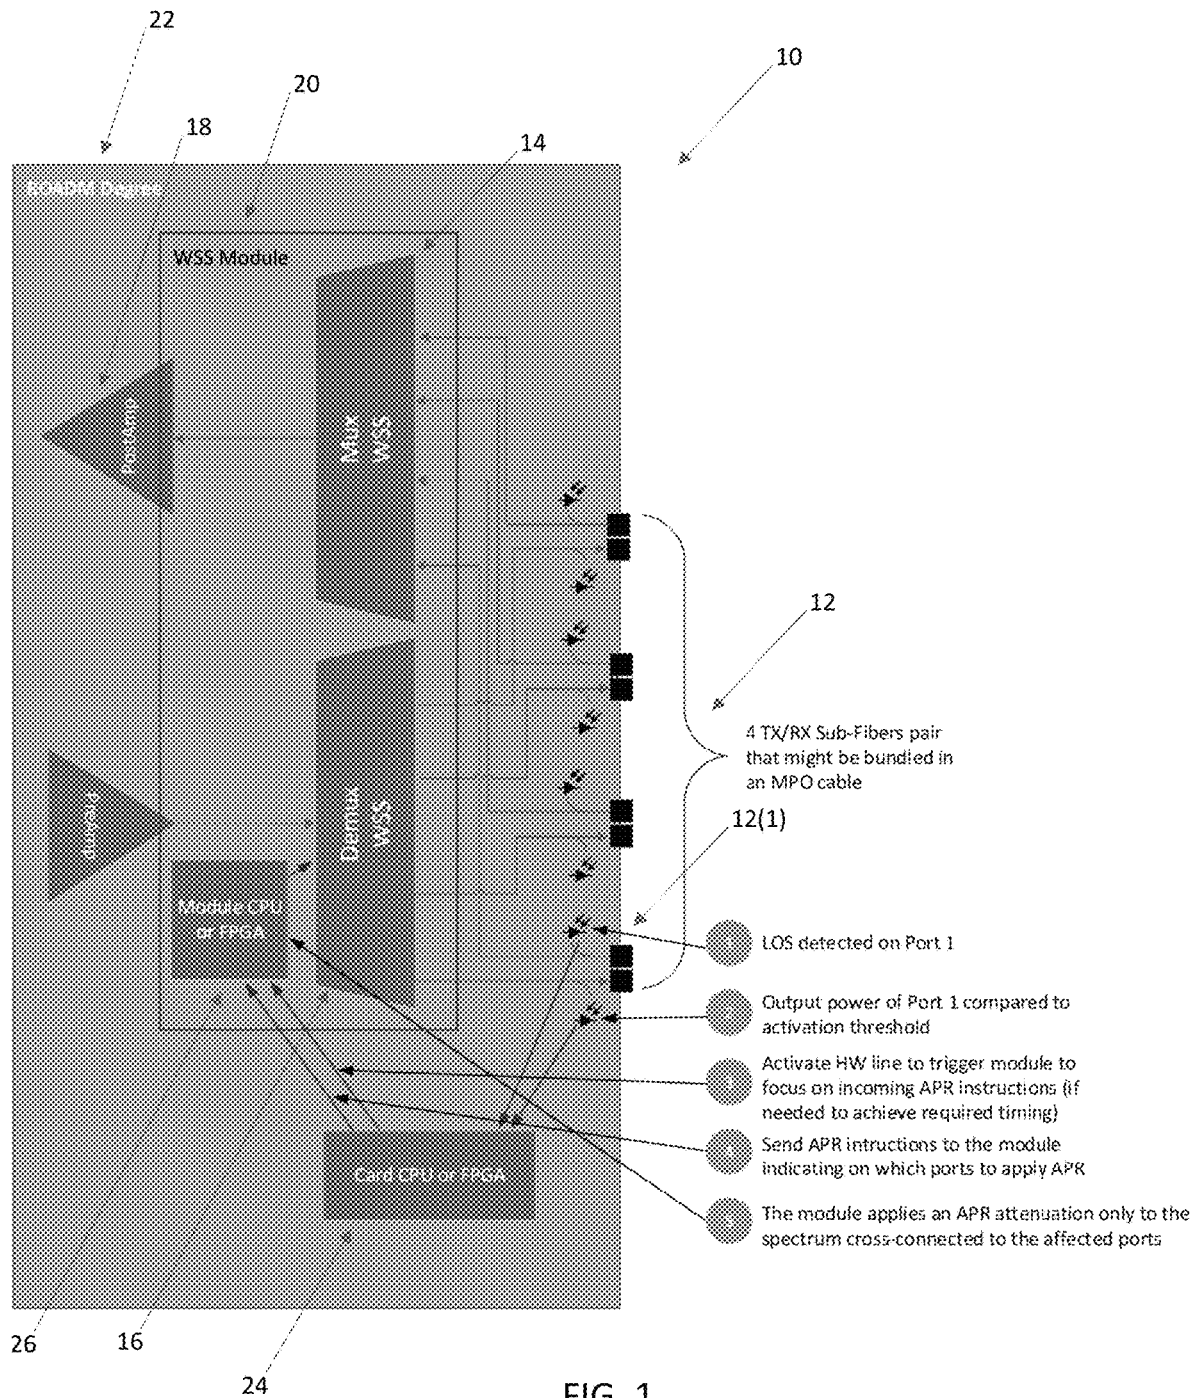 22
10
20
18
14
ROADM Degree
WSS Module
Mux
WSS
PostAmp
12
4 TX/RX Sub-Fibers pair
that might be bundled in
an MPO cable
12(1)
PreAmp
Demux
WSS
Module CPU
or FPGA
LOS detected on Port 1
Output power of Port 1 compared to
activation threshold
Activate HW line to trigger module to
focus on incoming APR instructions (if
needed to achieve required timing)
Send APR intructions to the module
indicating on which ports to apply APR
Card CPU or FPGA
The module applies an APR attenuation only to the
spectrum cross-connected to the affected ports
26
16
24
FIG. 1